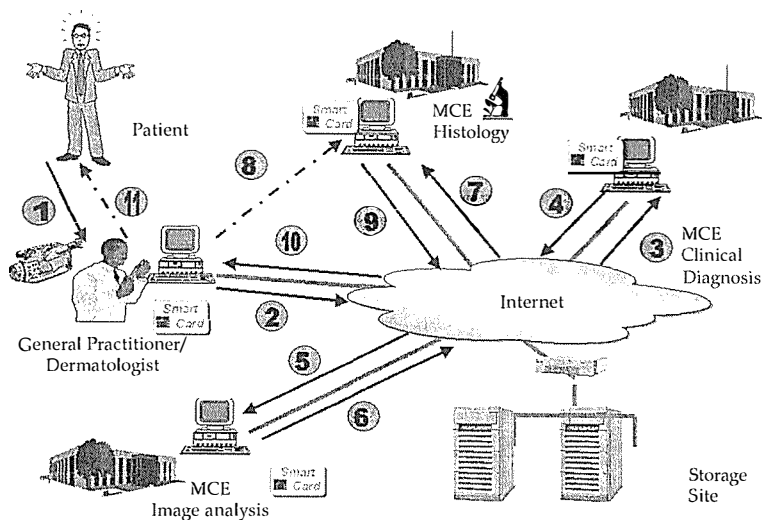 Patient
Smart
Card
MCE
Histology
Smart
Card
8
7
4
1
11
9
3
MCE
Clinical
Diagnosis
10
Internet
2
Smart
Card
General Practitioner/
Dermatologist
5
6
MCE
Image analysis
Smart
Card
Storage
Site